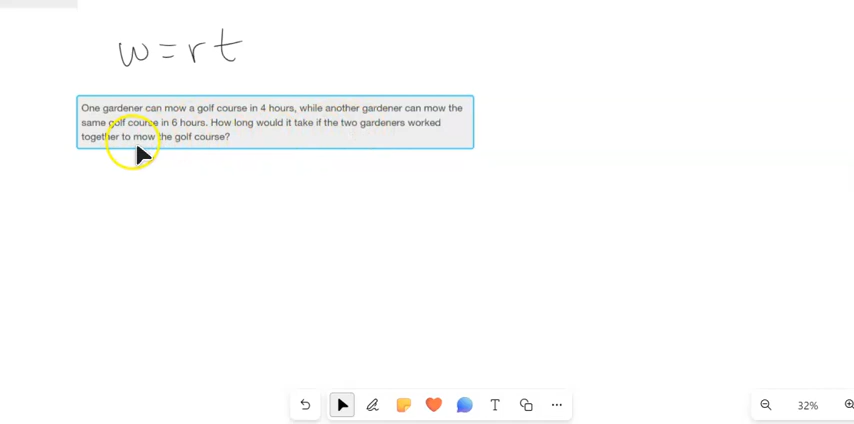 w = rt
One gardener can mow a golf course in 4 hours, while another gardener can mow the
same golf course in 6 hours. How long would it take if the two gardeners worked
together to mow the golf course?
T
32%